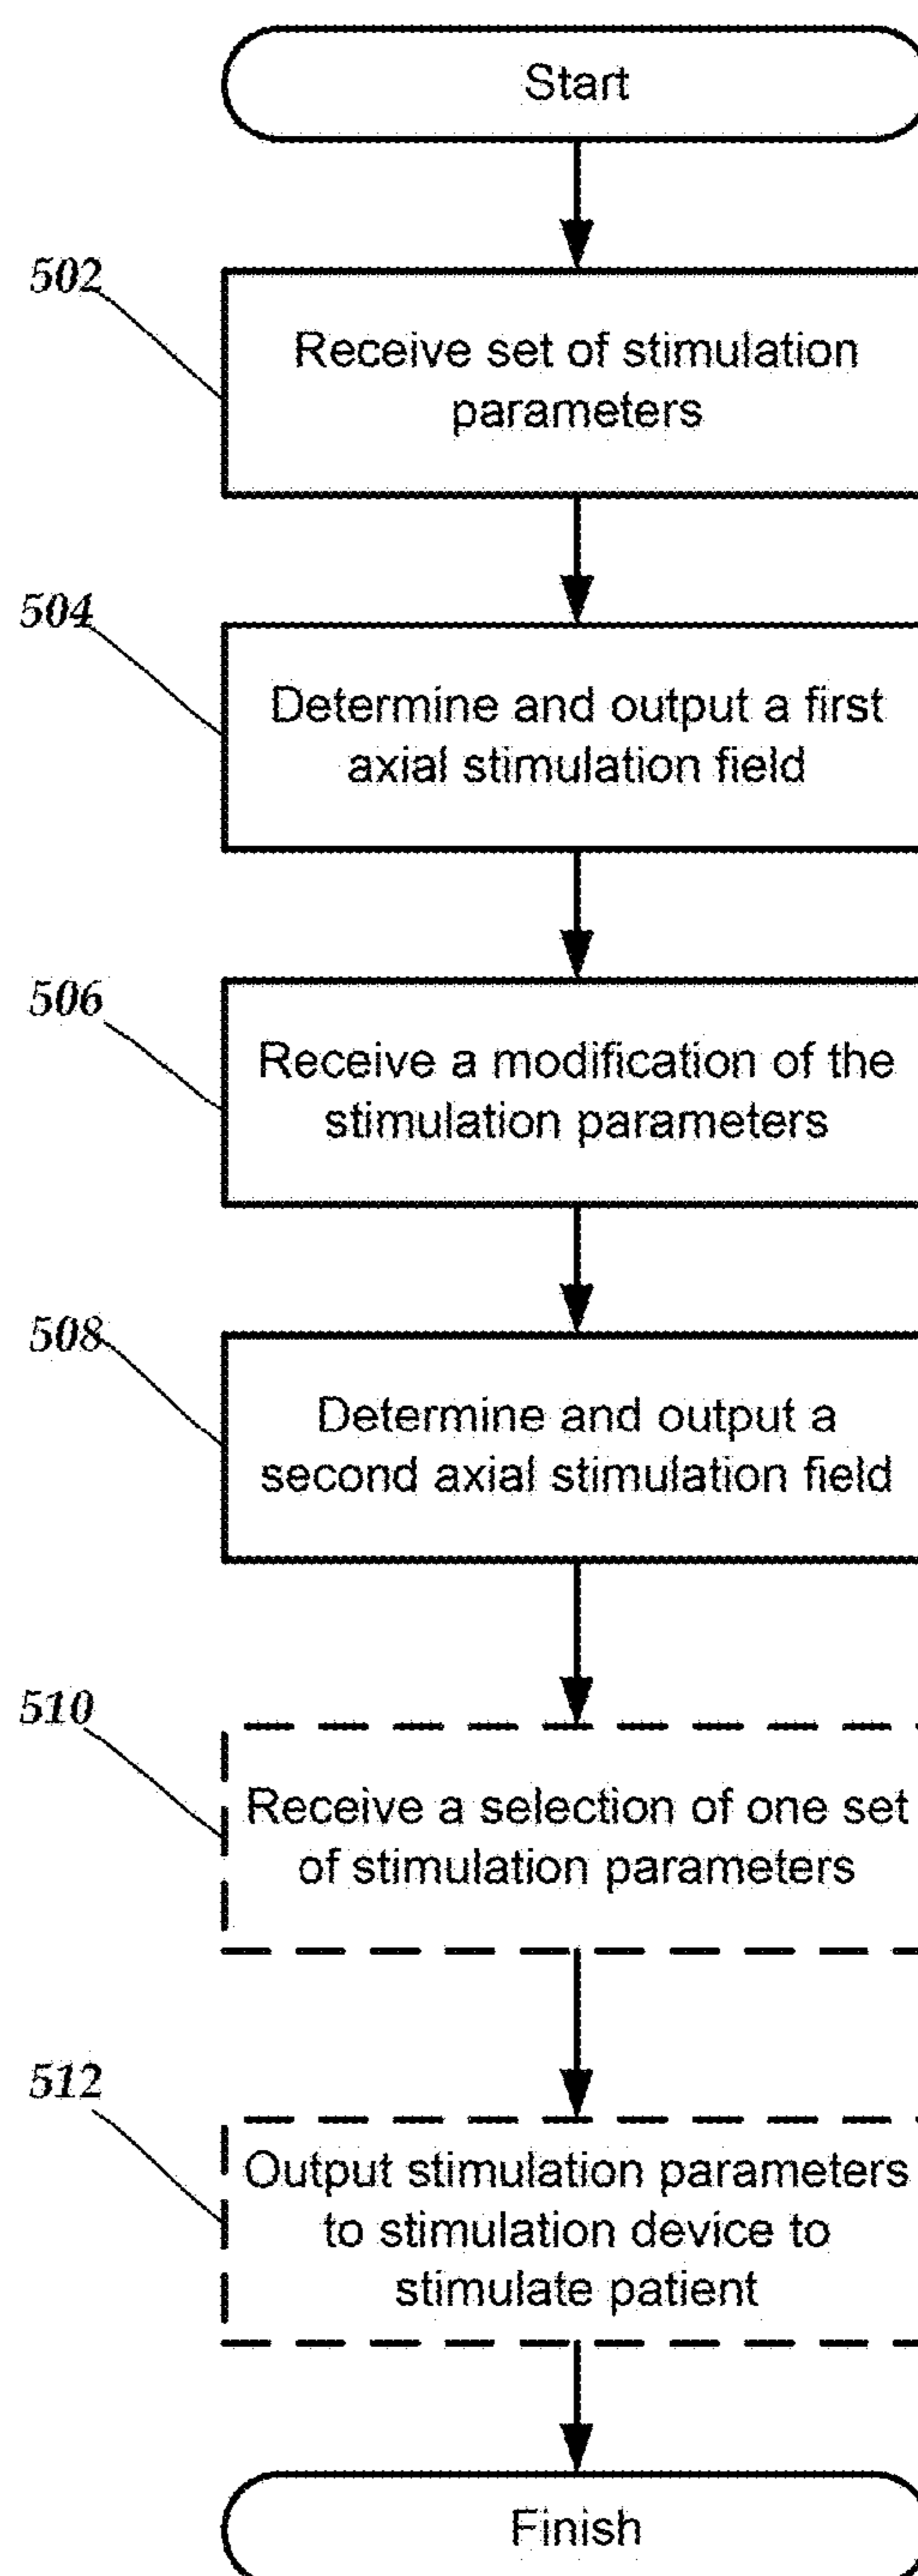 Start
502
Receive set of stimulation
parameters
504
Determine and output a first
axial stimulation field
506
Receive a modification of the
stimulation parameters
508
Determine and output a
second axial stimulation field
510
Receive a selection of one set
of stimulation parameters
512
Output stimulation parameters
to stimulation device to
stimulate patient
Finish